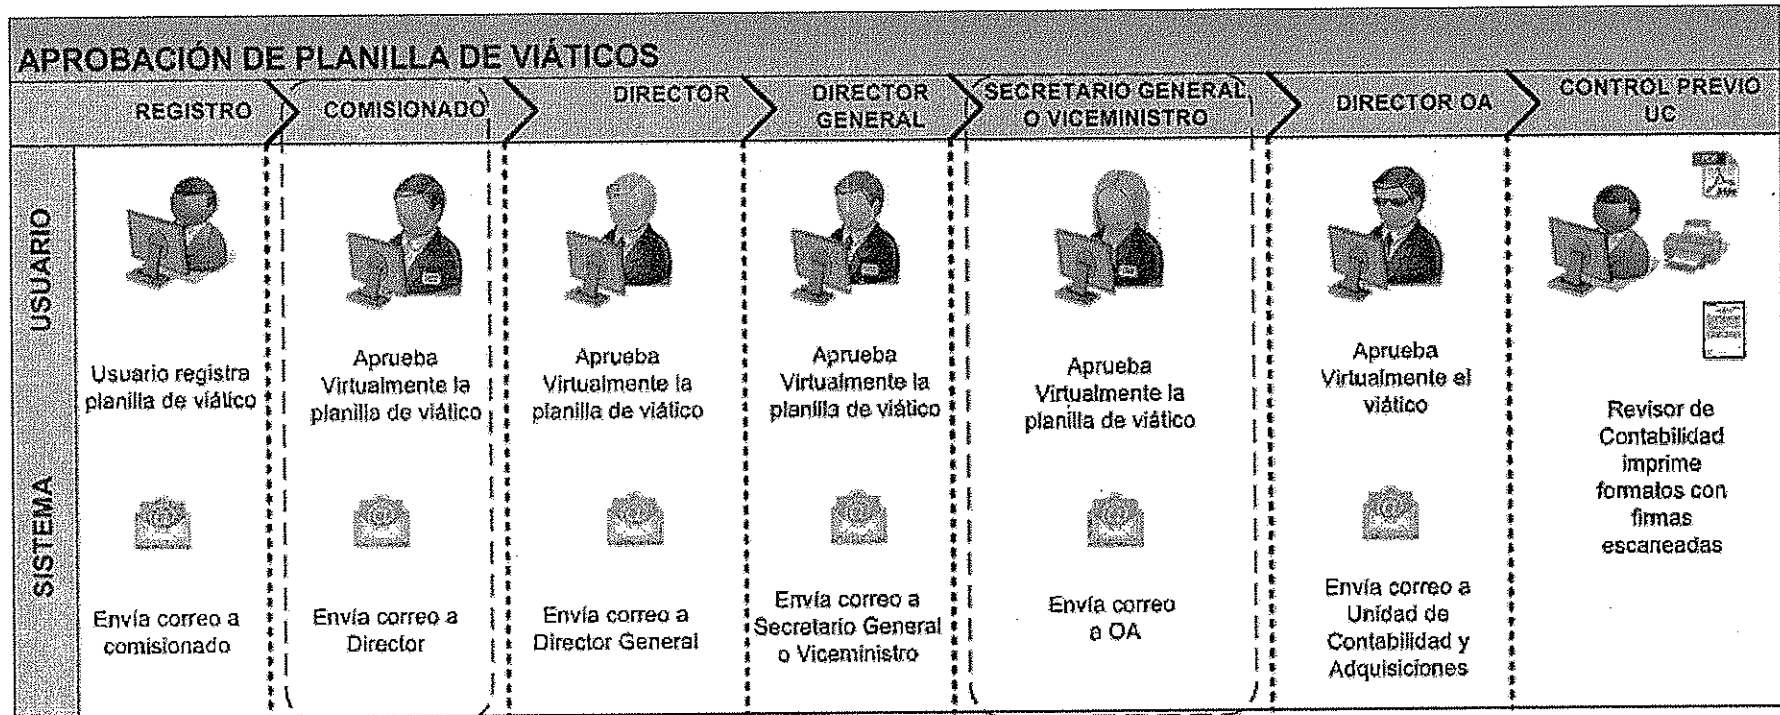 APROBACIÓN DE PLANILLA DE VIÁTICOS
REGISTRO
COMISIONADO
DIRECTOR
DIRECTOR
GENERAL
SECRETARIO GENERAL
O VICEMINISTRO
DIRECTOR OA
CONTROL PREVIO
UC
USUARIO
Usuario registra
planilla de viático
Aprueba
Virtualmente la
planilla de viático
Aprueba
Virtualmente la
planilla de viático
Aprueba
Virtualmente la
planilla de viático
Aprueba
Virtualmente la
planilla de viático
Aprueba
Virtualmente el
viático
Revisor de
Contabilidad
imprime
formatos con
firmas
escaneadas
SISTEMA
Envía correo a
comisionado
Envía correo a
Director
Envía correo a
Director General
Envía correo a
Secretario General
o Viceministro
Envía correo
a OA
Envía correo a
Unidad de
Contabilidad y
Adquisiciones